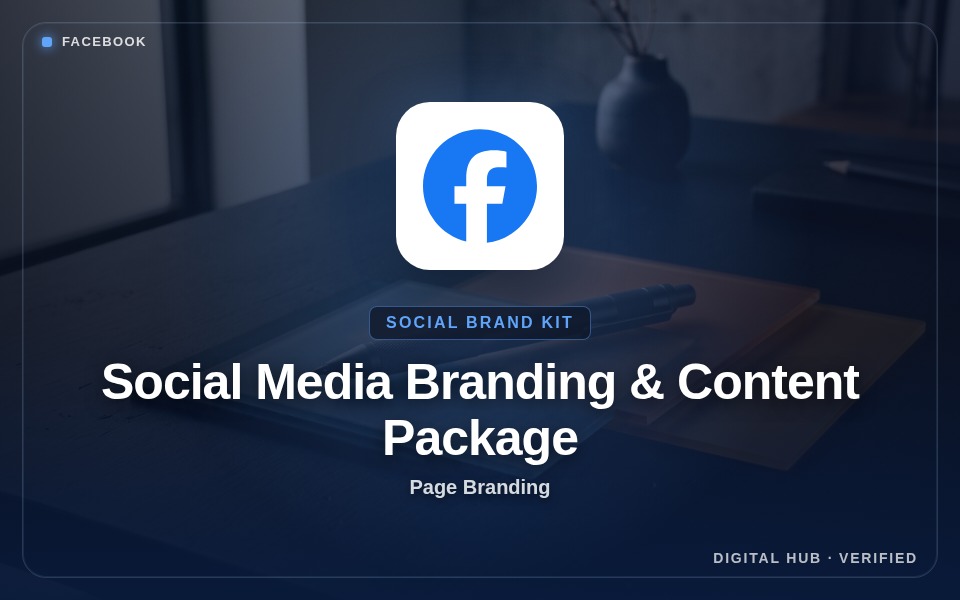 FACEBOOK
SOCIAL BRAND KIT
Social Media Branding & Content
Package
Page Branding
DIGITAL HUB · VERIFIED